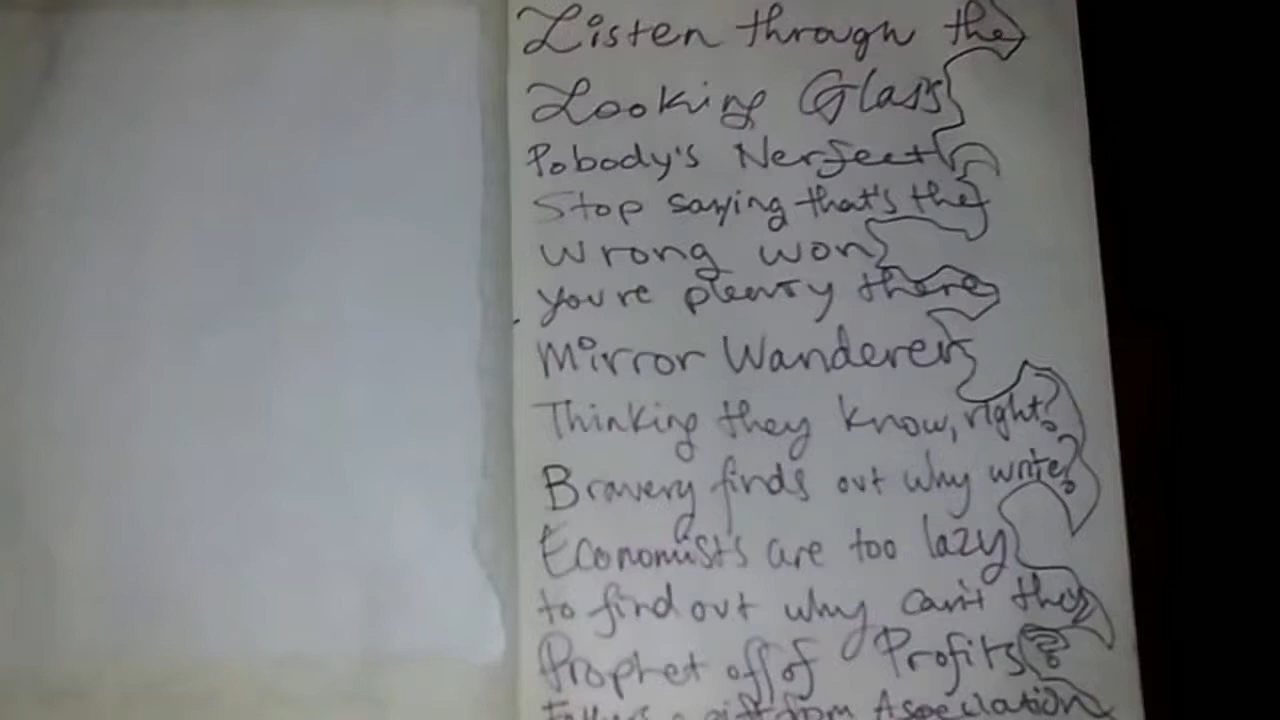 Listen through the
Looking Glass
Pobody's Nerfect
Stop saying that's the
wrong won
you're plenty there
Mirror Wanderer
Thinking they know, right?
Bravery finds out why write?
Economists are too lazy
to find out why can't they
Prophet off of Profits?